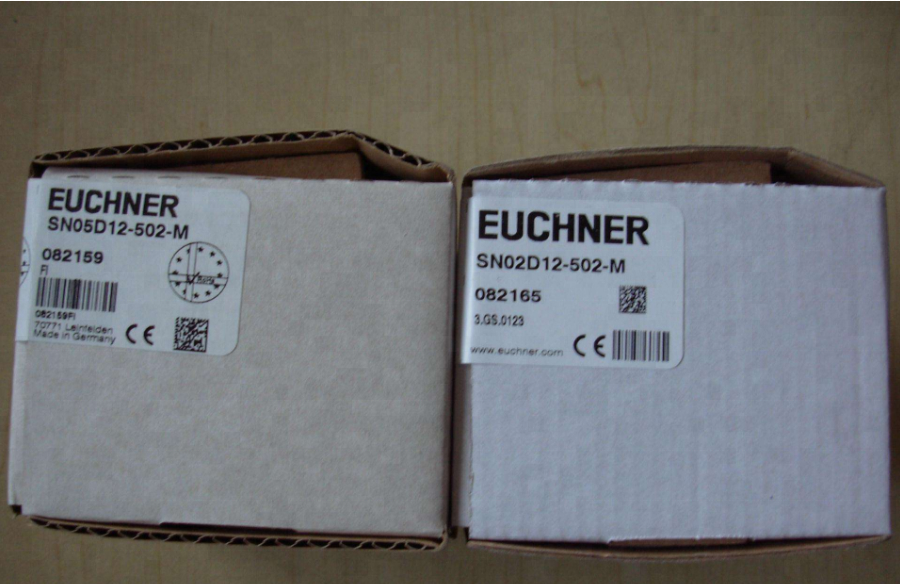 EUCHNER
SN05D12-502-M
082159
FI
082159FI
70771 Leinfelden
Made in Germany
CE
EUCHNER
SN02D12-502-M
082165
3.GS.0123
www.euchner.com
CE